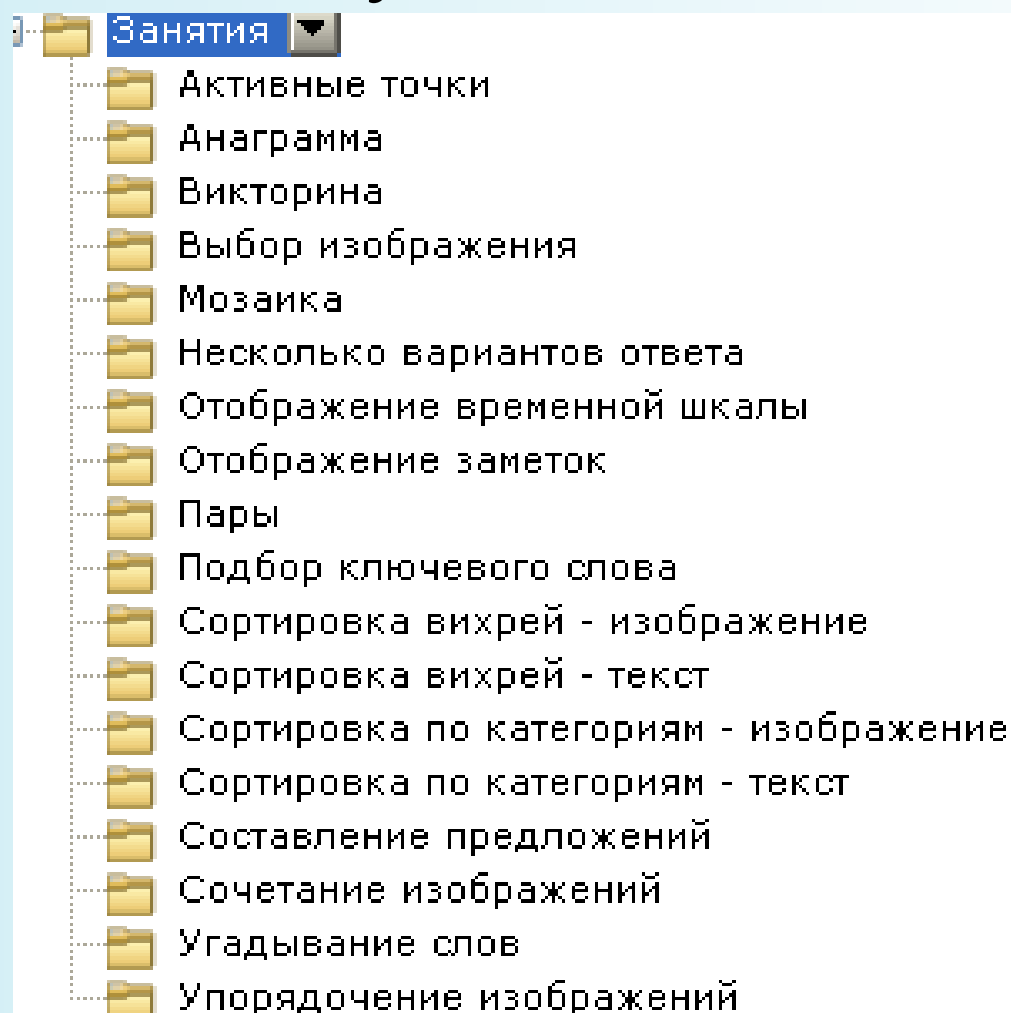 Занятия
Активные точки
Анаграмма
Викторина
Выбор изображения
Мозаика
Несколько вариантов ответа
Отображение временной шкалы
Отображение заметок
Пары
Подбор ключевого слова
Сортировка вихрей - изображение
Сортировка вихрей - текст
Сортировка по категориям - изображение
Сортировка по категориям - текст
Составление предложений
Сочетание изображений
Угадывание слов
Упорядочение изображений